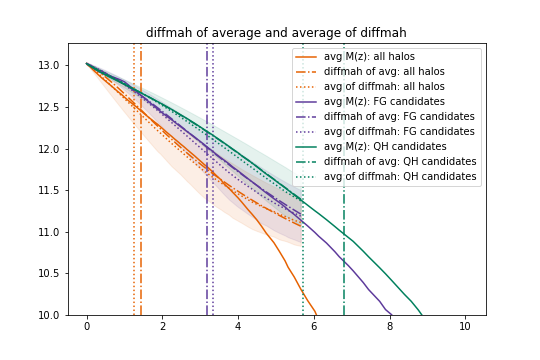 diffmah of average and average of diffmah
avg M(z): all halos
diffmah of avg: all halos
avg of diffmah: all halos
avg M(z): FG candidates
diffmah of avg: FG candidates
avg of diffmah: FG candidates
avg M(z): QH candidates
diffmah of avg: QH candidates
avg of diffmah: QH candidates
13.0
12.5
12.0
11.5
11.0
10.5
10.0
0
2
4
6
8
10